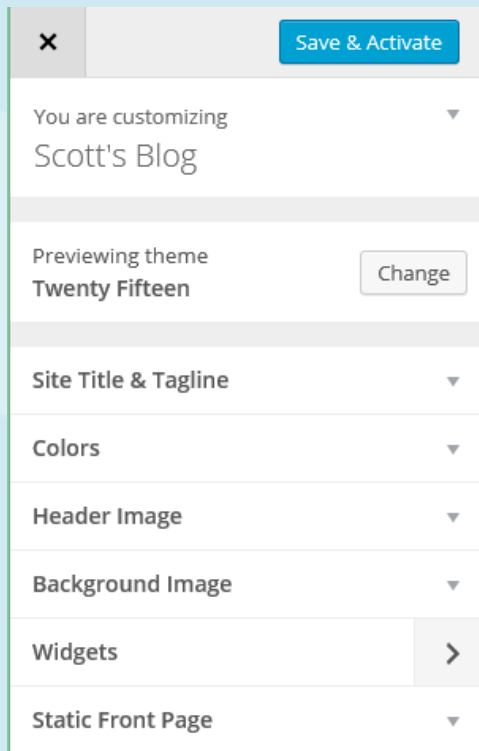 Save & Activate
You are customizing
Scott's Blog
Previewing theme
Twenty Fifteen
Change
Site Title & Tagline
Colors
Header Image
Background Image
Widgets
Static Front Page